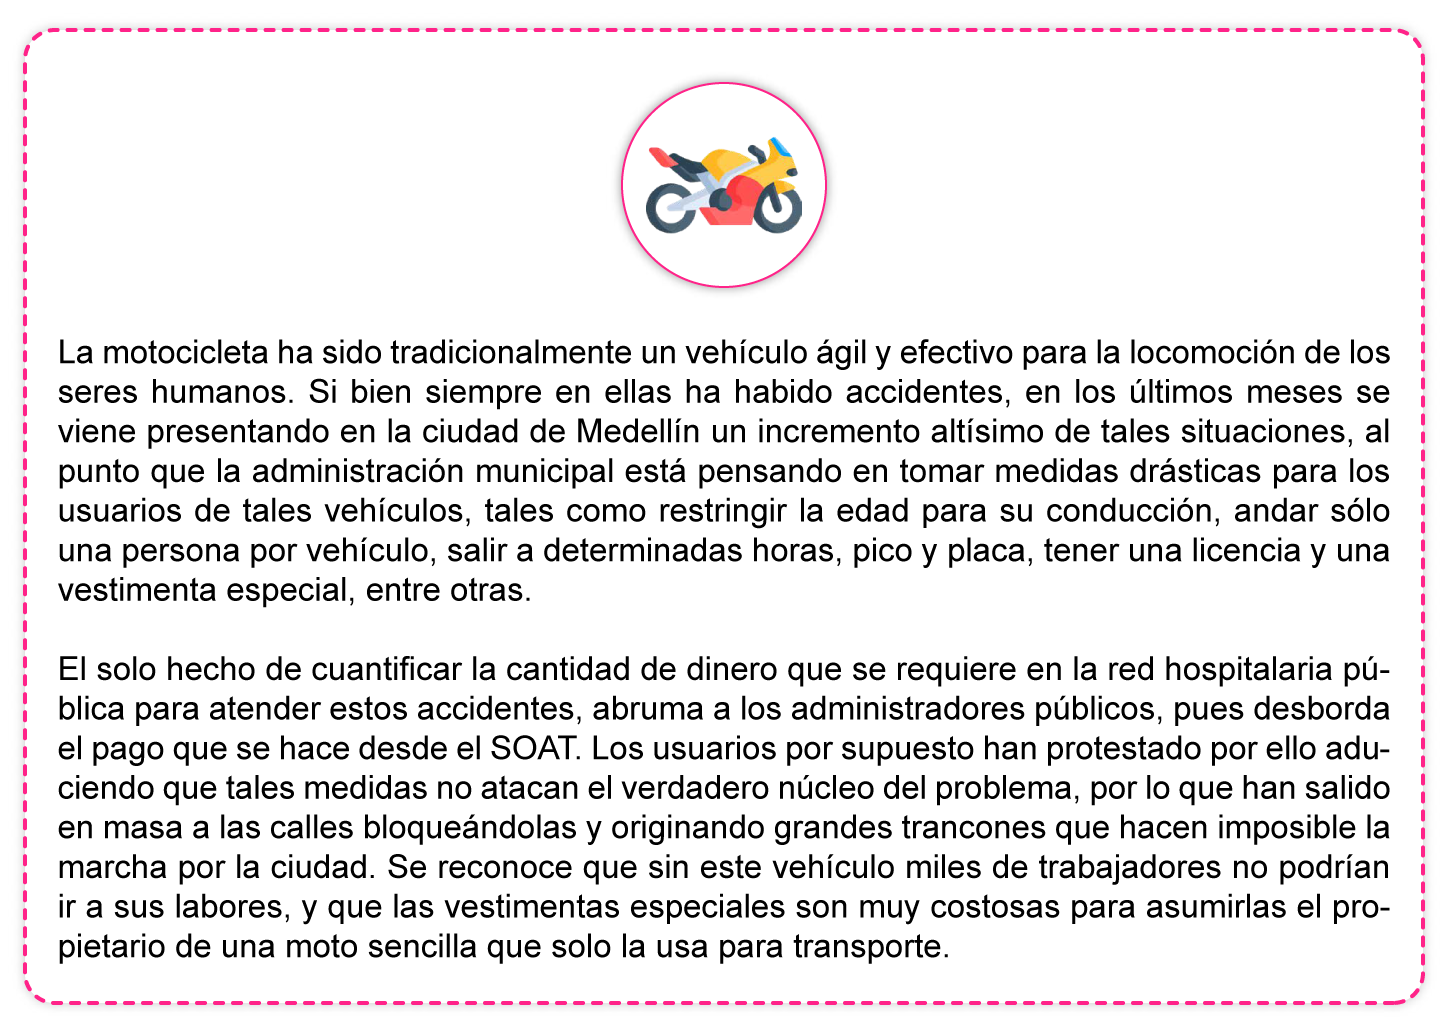 La motocicleta ha sido tradicionalmente un vehículo ágil y efectivo para la locomoción de los
seres humanos. Si bien siempre en ellas ha habido accidentes, en los últimos meses se
viene presentando en la ciudad de Medellín un incremento altísimo de tales situaciones, al
punto que la administración municipal está pensando en tomar medidas drásticas para los
usuarios de tales vehículos, tales como restringir la edad para su conducción, andar sólo
una persona por vehículo, salir a determinadas horas, pico y placa, tener una licencia y una
vestimenta especial, entre otras.
El solo hecho de cuantificar la cantidad de dinero que se requiere en la red hospitalaria pú-
blica para atender estos accidentes, abruma a los administradores públicos, pues desborda
el pago que se hace desde el SOAT. Los usuarios por supuesto han protestado por ello adu-
ciendo que tales medidas no atacan el verdadero núcleo del problema, por lo que han salido
en masa a las calles bloqueándolas y originando grandes trancones que hacen imposible la
marcha por la ciudad. Se reconoce que sin este vehículo miles de trabajadores no podrían
ir a sus labores, y que las vestimentas especiales son muy costosas para asumirlas el pro-
pietario de una moto sencilla que solo la usa para transporte.